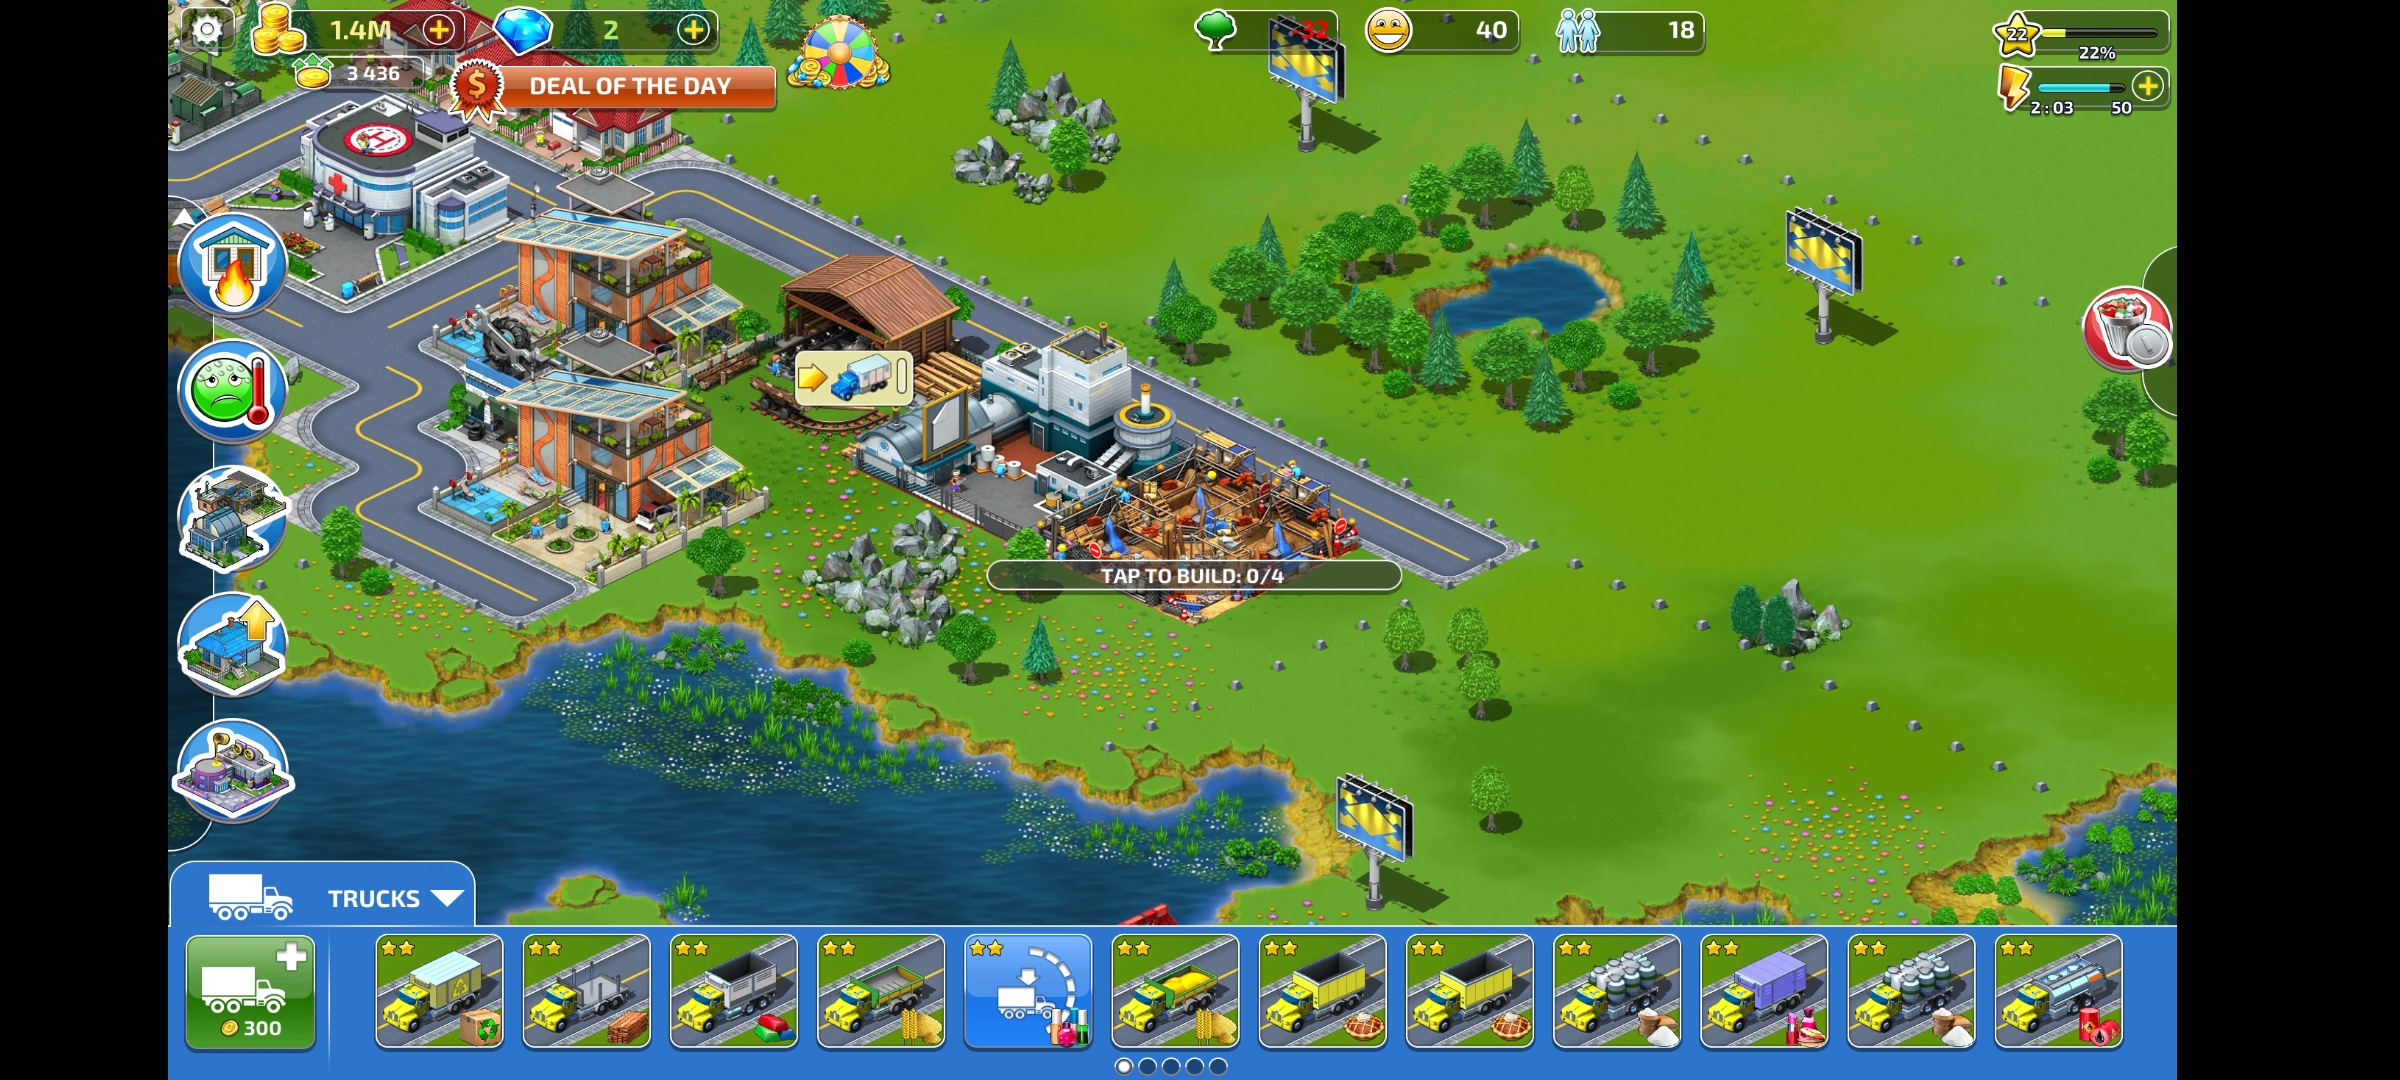 1.4M
2
-32
40
18
22
22%
3 436
DEAL OF THE DAY
2:03
50
H
TAP TO BUILD: 0/4
TRUCKS
300